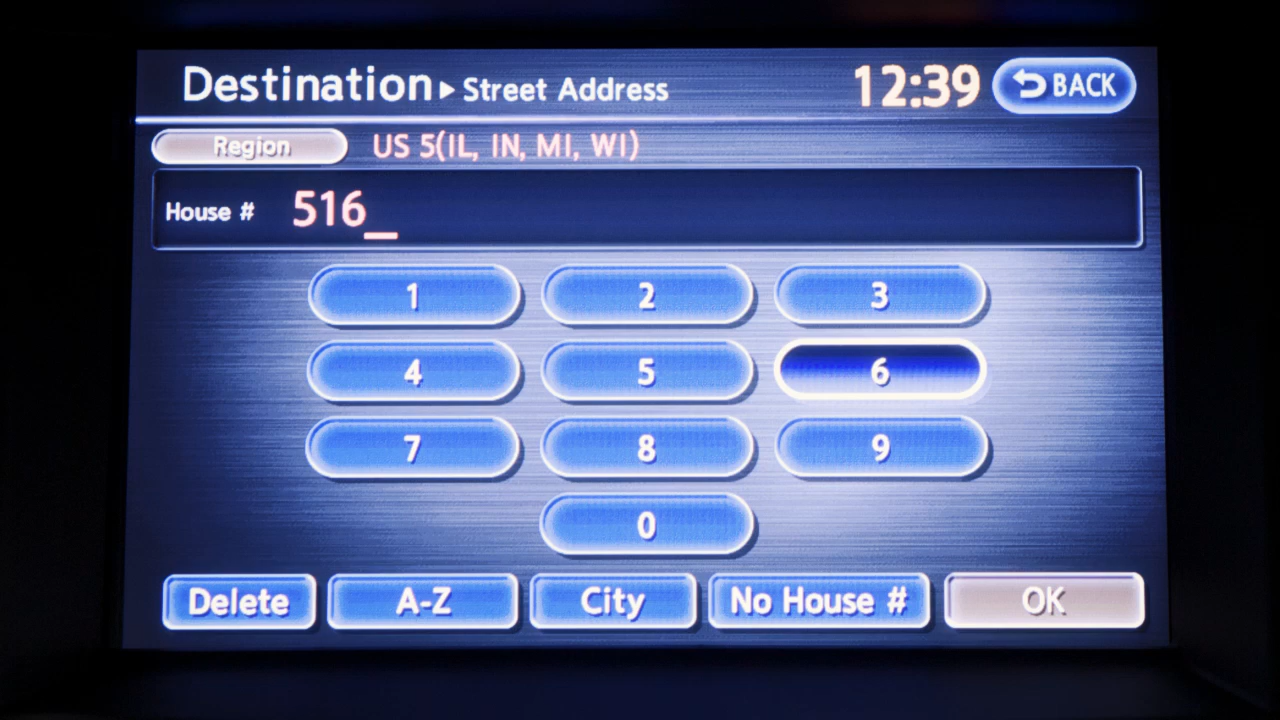 Destination ▸ Street Address 12:39 BACK
Region US 5(IL, IN, MI, WI)
House # 516_
1 2 3
4 5 6
7 8 9
0
Delete A-Z City No House # OK